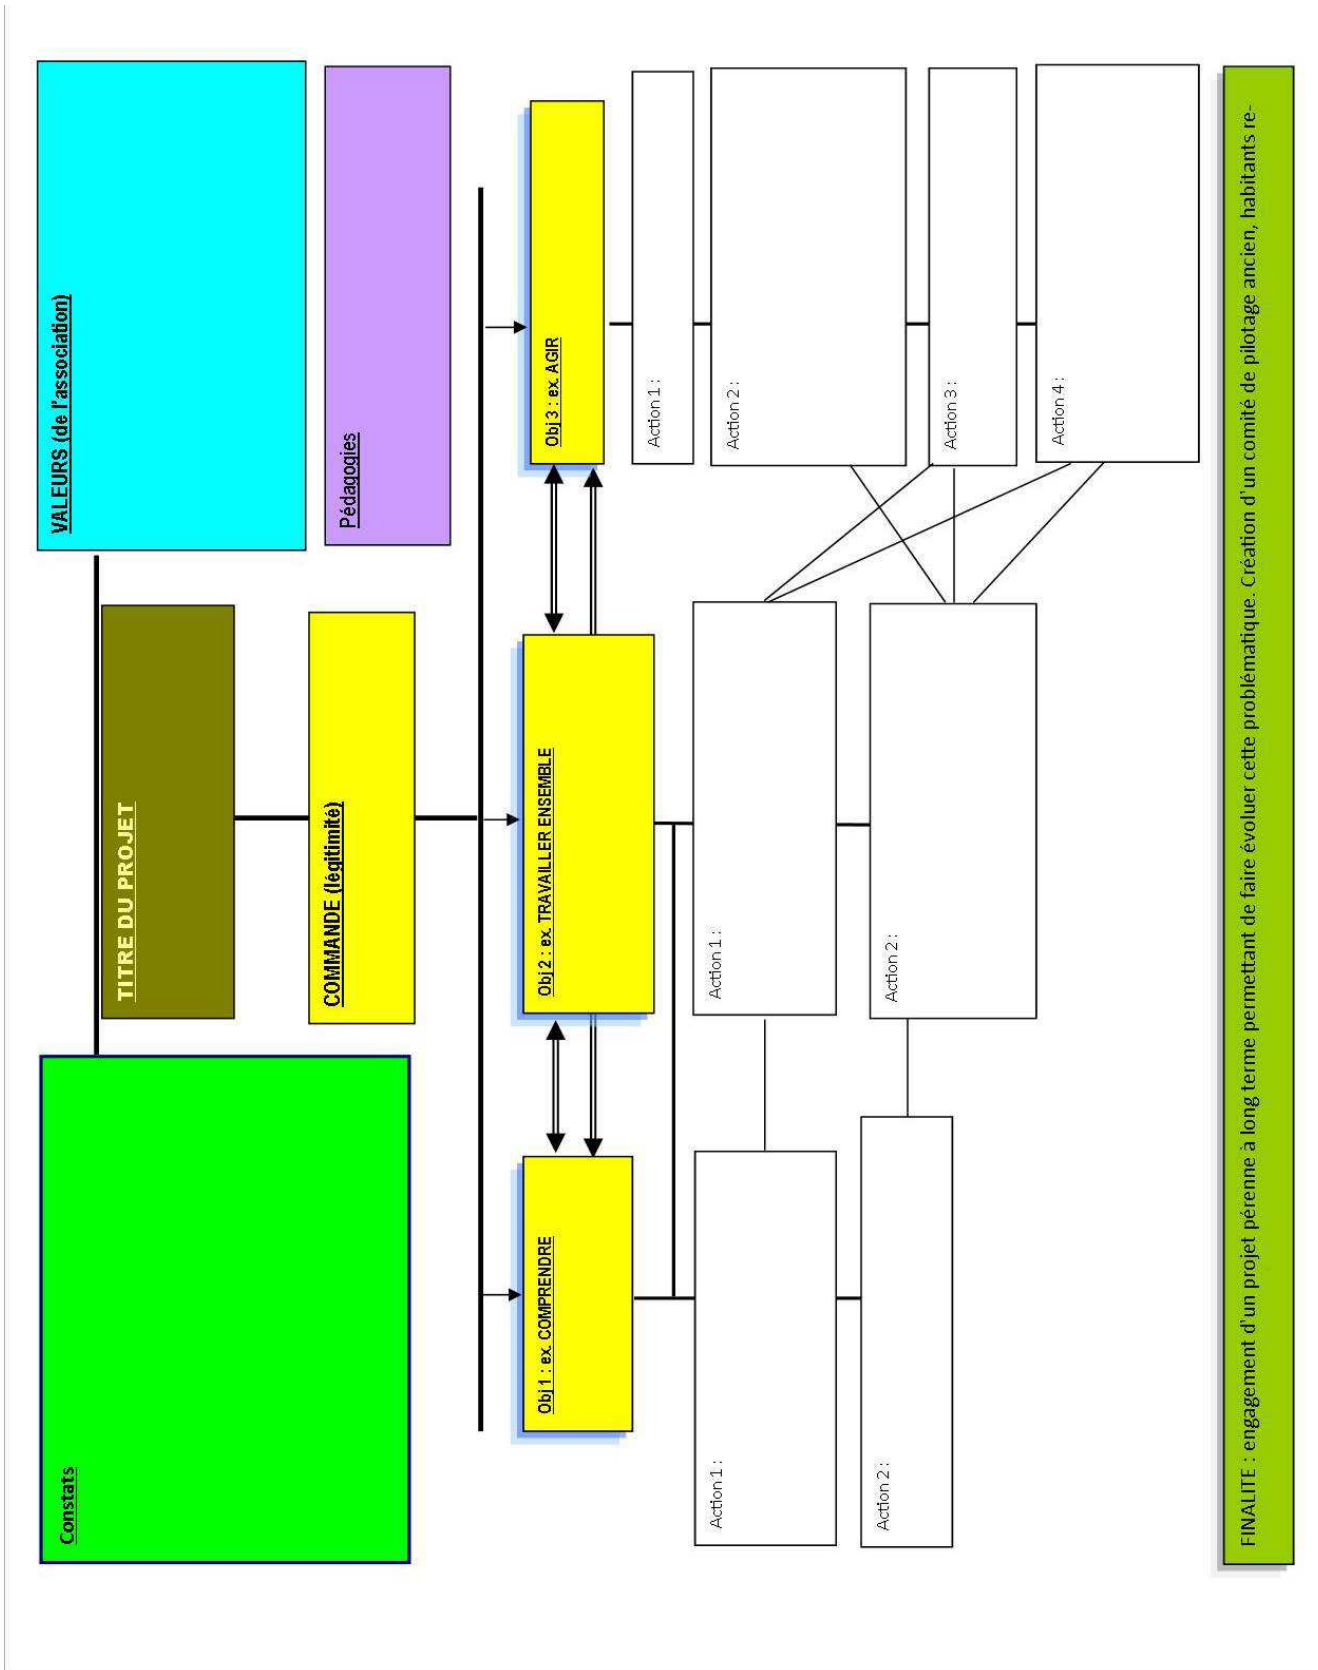 Constats
TITRE DU PROJET
VALEURS (de l'association)
COMMANDE (légitimité)
Pédagogies
Obj 1 : ex. COMPRENDRE
Obj 2 : ex. TRAVAILLER ENSEMBLE
Obj 3 : ex. AGIR
Action 1 :
Action 2 :
Action 1 :
Action 2 :
Action 1 :
Action 2 :
Action 3 :
Action 4 :
FINALITE : engagement d'un projet pérenne à long terme permettant de faire évoluer cette problématique. Création d'un comité de pilotage ancien, habitants re-